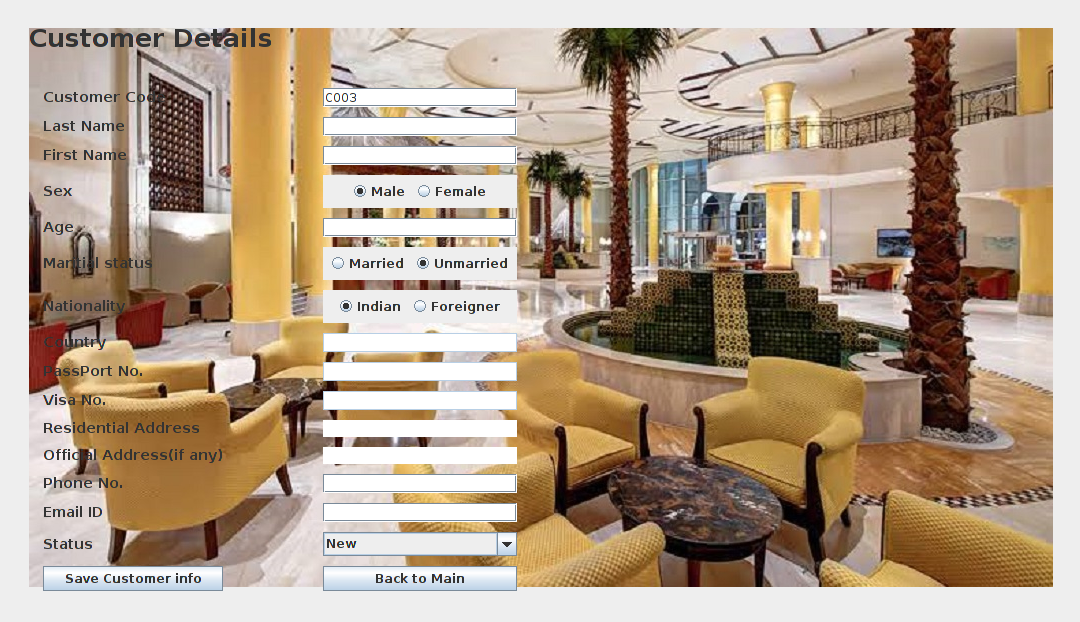 Customer Details
Customer Code C003
Last Name
First Name
Sex Male Female
Age
Marital status Married Unmarried
Nationality Indian Foreigner
Country
PassPort No.
Visa No.
Residential Address
Official Address(if any)
Phone No.
Email ID
Status New
Save Customer info Back to Main